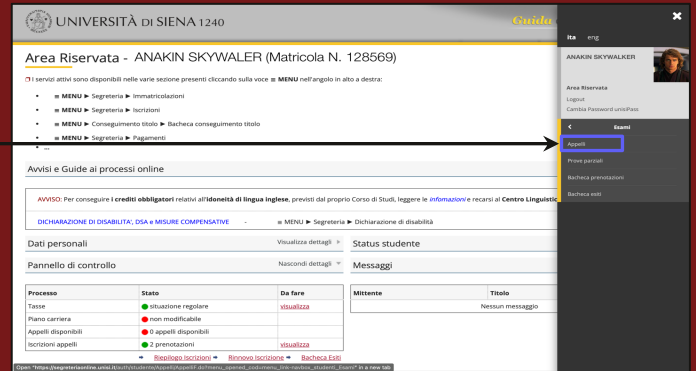 UNIVERSITÀ DI SIENA 1240
Guida
Area Riservata - ANAKIN SKYWALER (Matricola N. 128569)
I servizi attivi sono disponibili nelle varie sezione presenti cliccando sulla voce ≡ MENU nell'angolo in alto a destra:
≡ MENU ► Segreteria ► Immatricolazioni
≡ MENU ► Segreteria ► Iscrizioni
≡ MENU ► Conseguimento titolo ► Bacheca conseguimento titolo
≡ MENU ► Segreteria ► Pagamenti
...
Avvisi e Guide ai processi online
AVVISO: Per conseguire i crediti obbligatori relativi all'idoneità di lingua inglese, previsti dal proprio Corso di Studi, leggere le infomazioni e recarsi al Centro Linguistic
DICHIARAZIONE DI DISABILITA', DSA e MISURE COMPENSATIVE - ≡ MENU ► Segreteria ► Dichiarazione di disabilità
Dati personali Visualizza dettagli
Status studente
Pannello di controllo Nascondi dettagli
Messaggi
Processo Stato Da fare
Tasse situazione regolare visualizza
Piano carriera non modificabile
Appelli disponibili 0 appelli disponibili
Iscrizioni appelli 2 prenotazioni visualizza
Riepilogo Iscrizioni Rinnovo Iscrizione Bacheca Esiti
Mittente Titolo
Nessun messaggio
Open "https://segreteriaonline.unisi.it/auth/studente/Appelli/AppelliF.do?menu_opened_cod=menu_link-navbox_studenti_Esami" in a new tab
ita eng
ANAKIN SKYWALKER
Area Riservata
Logout
Cambia Password unisiPass
Esami
Appelli
Prove parziali
Bacheca prenotazioni
Bacheca esiti